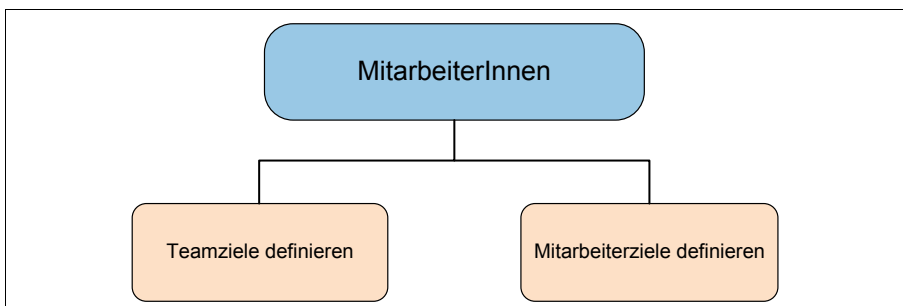 MitarbeiterInnen
Teamziele definieren
Mitarbeiterziele definieren